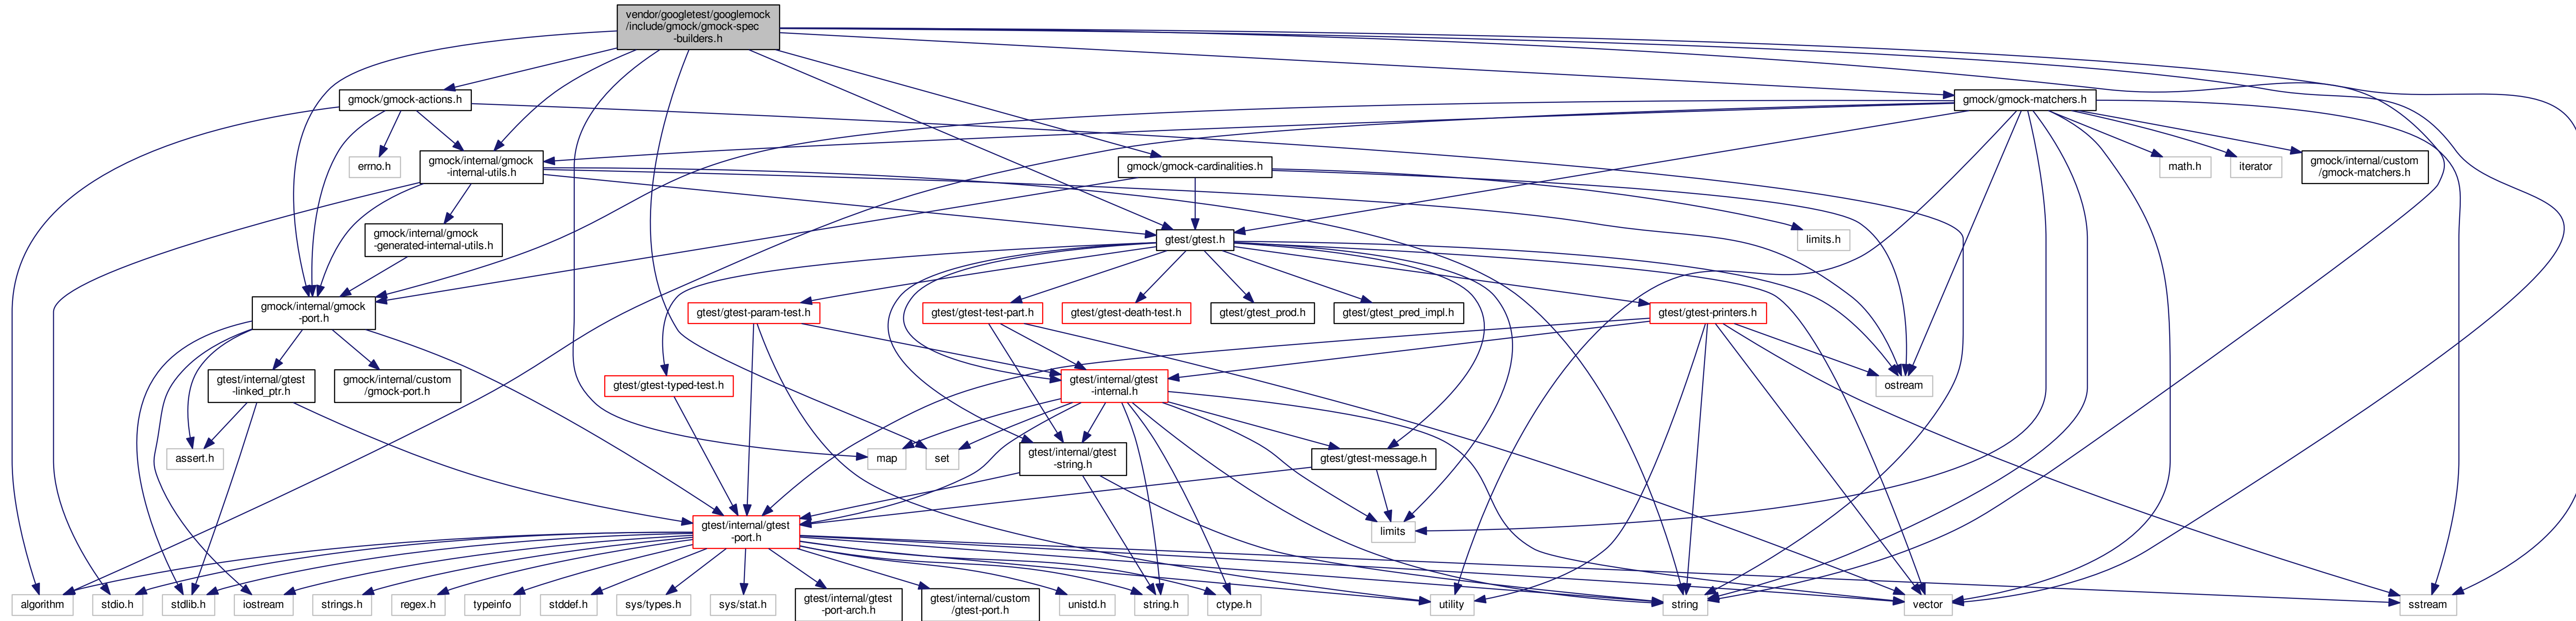 vendor/googletest/googlemock
/include/gmock/gmock-spec
-builders.h
gmock/gmock-actions.h
gmock/gmock-matchers.h
errno.h
gmock/internal/gmock
-internal-utils.h
gmock/gmock-cardinalities.h
math.h
iterator
gmock/internal/custom
/gmock-matchers.h
gmock/internal/gmock
-generated-internal-utils.h
gtest/gtest.h
limits.h
gmock/internal/gmock
-port.h
gtest/gtest-param-test.h
gtest/gtest-test-part.h
gtest/gtest-death-test.h
gtest/gtest_prod.h
gtest/gtest_pred_impl.h
gtest/gtest-printers.h
gtest/internal/gtest
-linked_ptr.h
gmock/internal/custom
/gmock-port.h
gtest/gtest-typed-test.h
gtest/internal/gtest
-internal.h
ostream
assert.h
map
set
gtest/internal/gtest
-string.h
gtest/gtest-message.h
gtest/internal/gtest
-port.h
limits
algorithm
stdio.h
stdlib.h
iostream
strings.h
regex.h
typeinfo
stddef.h
sys/types.h
sys/stat.h
gtest/internal/gtest
-port-arch.h
gtest/internal/custom
/gtest-port.h
unistd.h
string.h
ctype.h
utility
string
vector
sstream